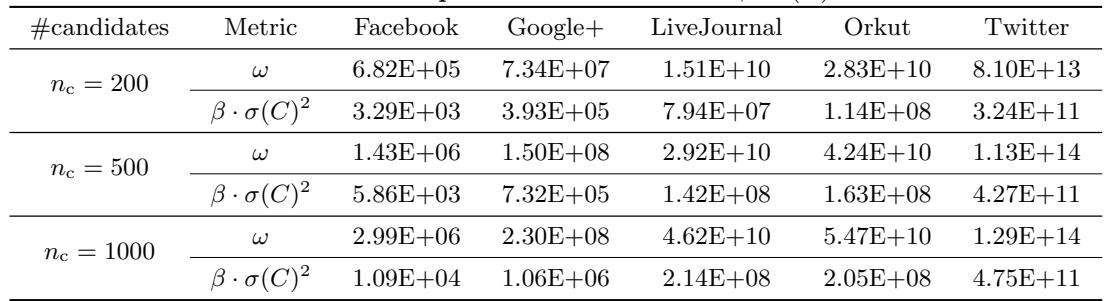 #candidates Metric Facebook Google+ LiveJournal Orkut Twitter
n_c = 200 ω 6.82E+05 7.34E+07 1.51E+10 2.83E+10 8.10E+13
β · σ(C)² 3.29E+03 3.93E+05 7.94E+07 1.14E+08 3.24E+11
n_c = 500 ω 1.43E+06 1.50E+08 2.92E+10 4.24E+10 1.13E+14
β · σ(C)² 5.86E+03 7.32E+05 1.42E+08 1.63E+08 4.27E+11
n_c = 1000 ω 2.99E+06 2.30E+08 4.62E+10 5.47E+10 1.29E+14
β · σ(C)² 1.09E+04 1.06E+06 2.14E+08 2.05E+08 4.75E+11